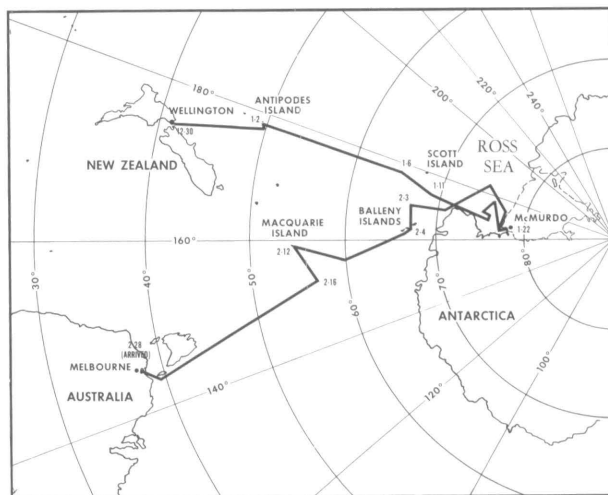 180°
200°
220°
240°
WELLINGTON
12-30
ANTIPODES
ISLAND
1-2
NEW ZEALAND
1-6
SCOTT
ISLAND
1-11
ROSS
SEA
McMURDO
1-22
BALLENY
ISLANDS
2-3
2-4
MACQUARIE
ISLAND
2-12
2-16
160°
30°
40°
50°
60°
70°
80°
ANTARCTICA
100°
120°
140°
2-28
(ARRIVED)
MELBOURNE
AUSTRALIA